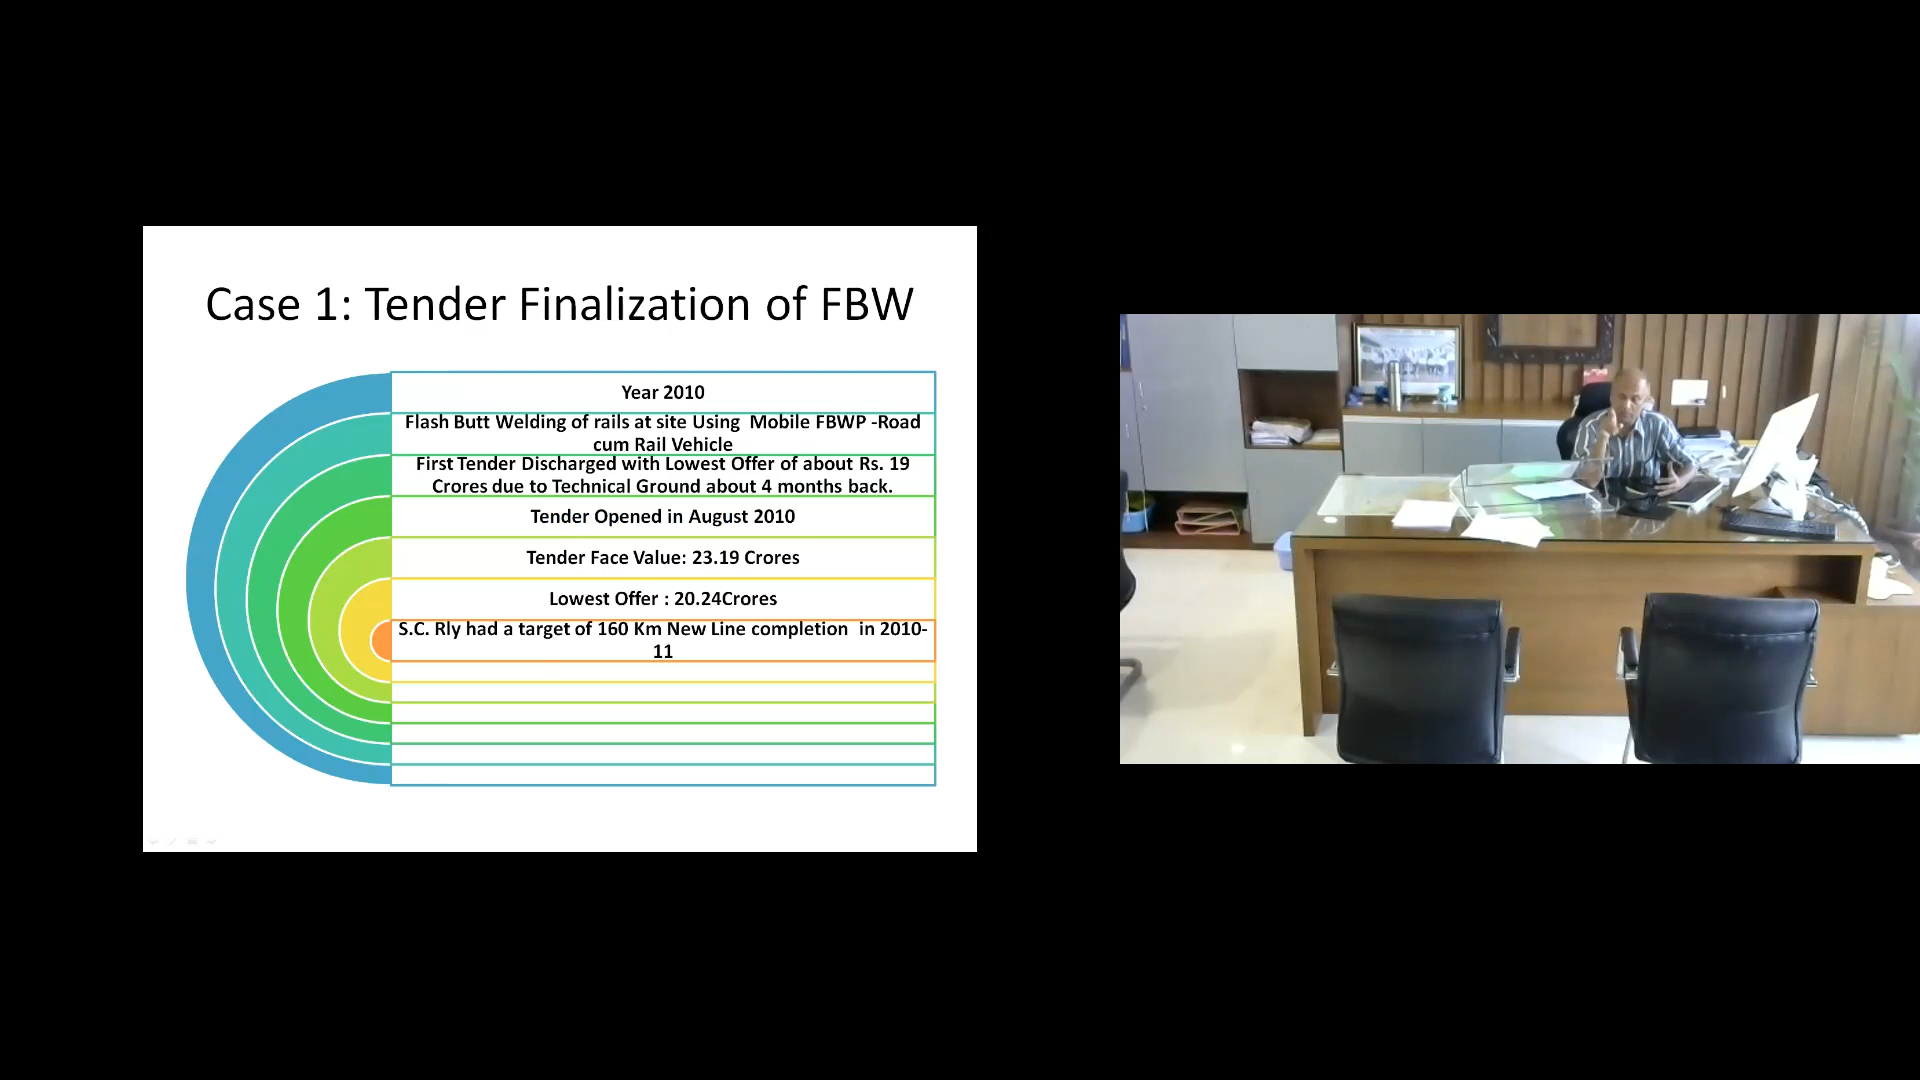 Case 1: Tender Finalization of FBW
Year 2010
Flash Butt Welding of rails at site Using Mobile FBWP -Road
cum Rail Vehicle
First Tender Discharged with Lowest Offer of about Rs. 19
Crores due to Technical Ground about 4 months back.
Tender Opened in August 2010
Tender Face Value: 23.19 Crores
Lowest Offer : 20.24Crores
S.C. Rly had a target of 160 Km New Line completion in 2010-
11